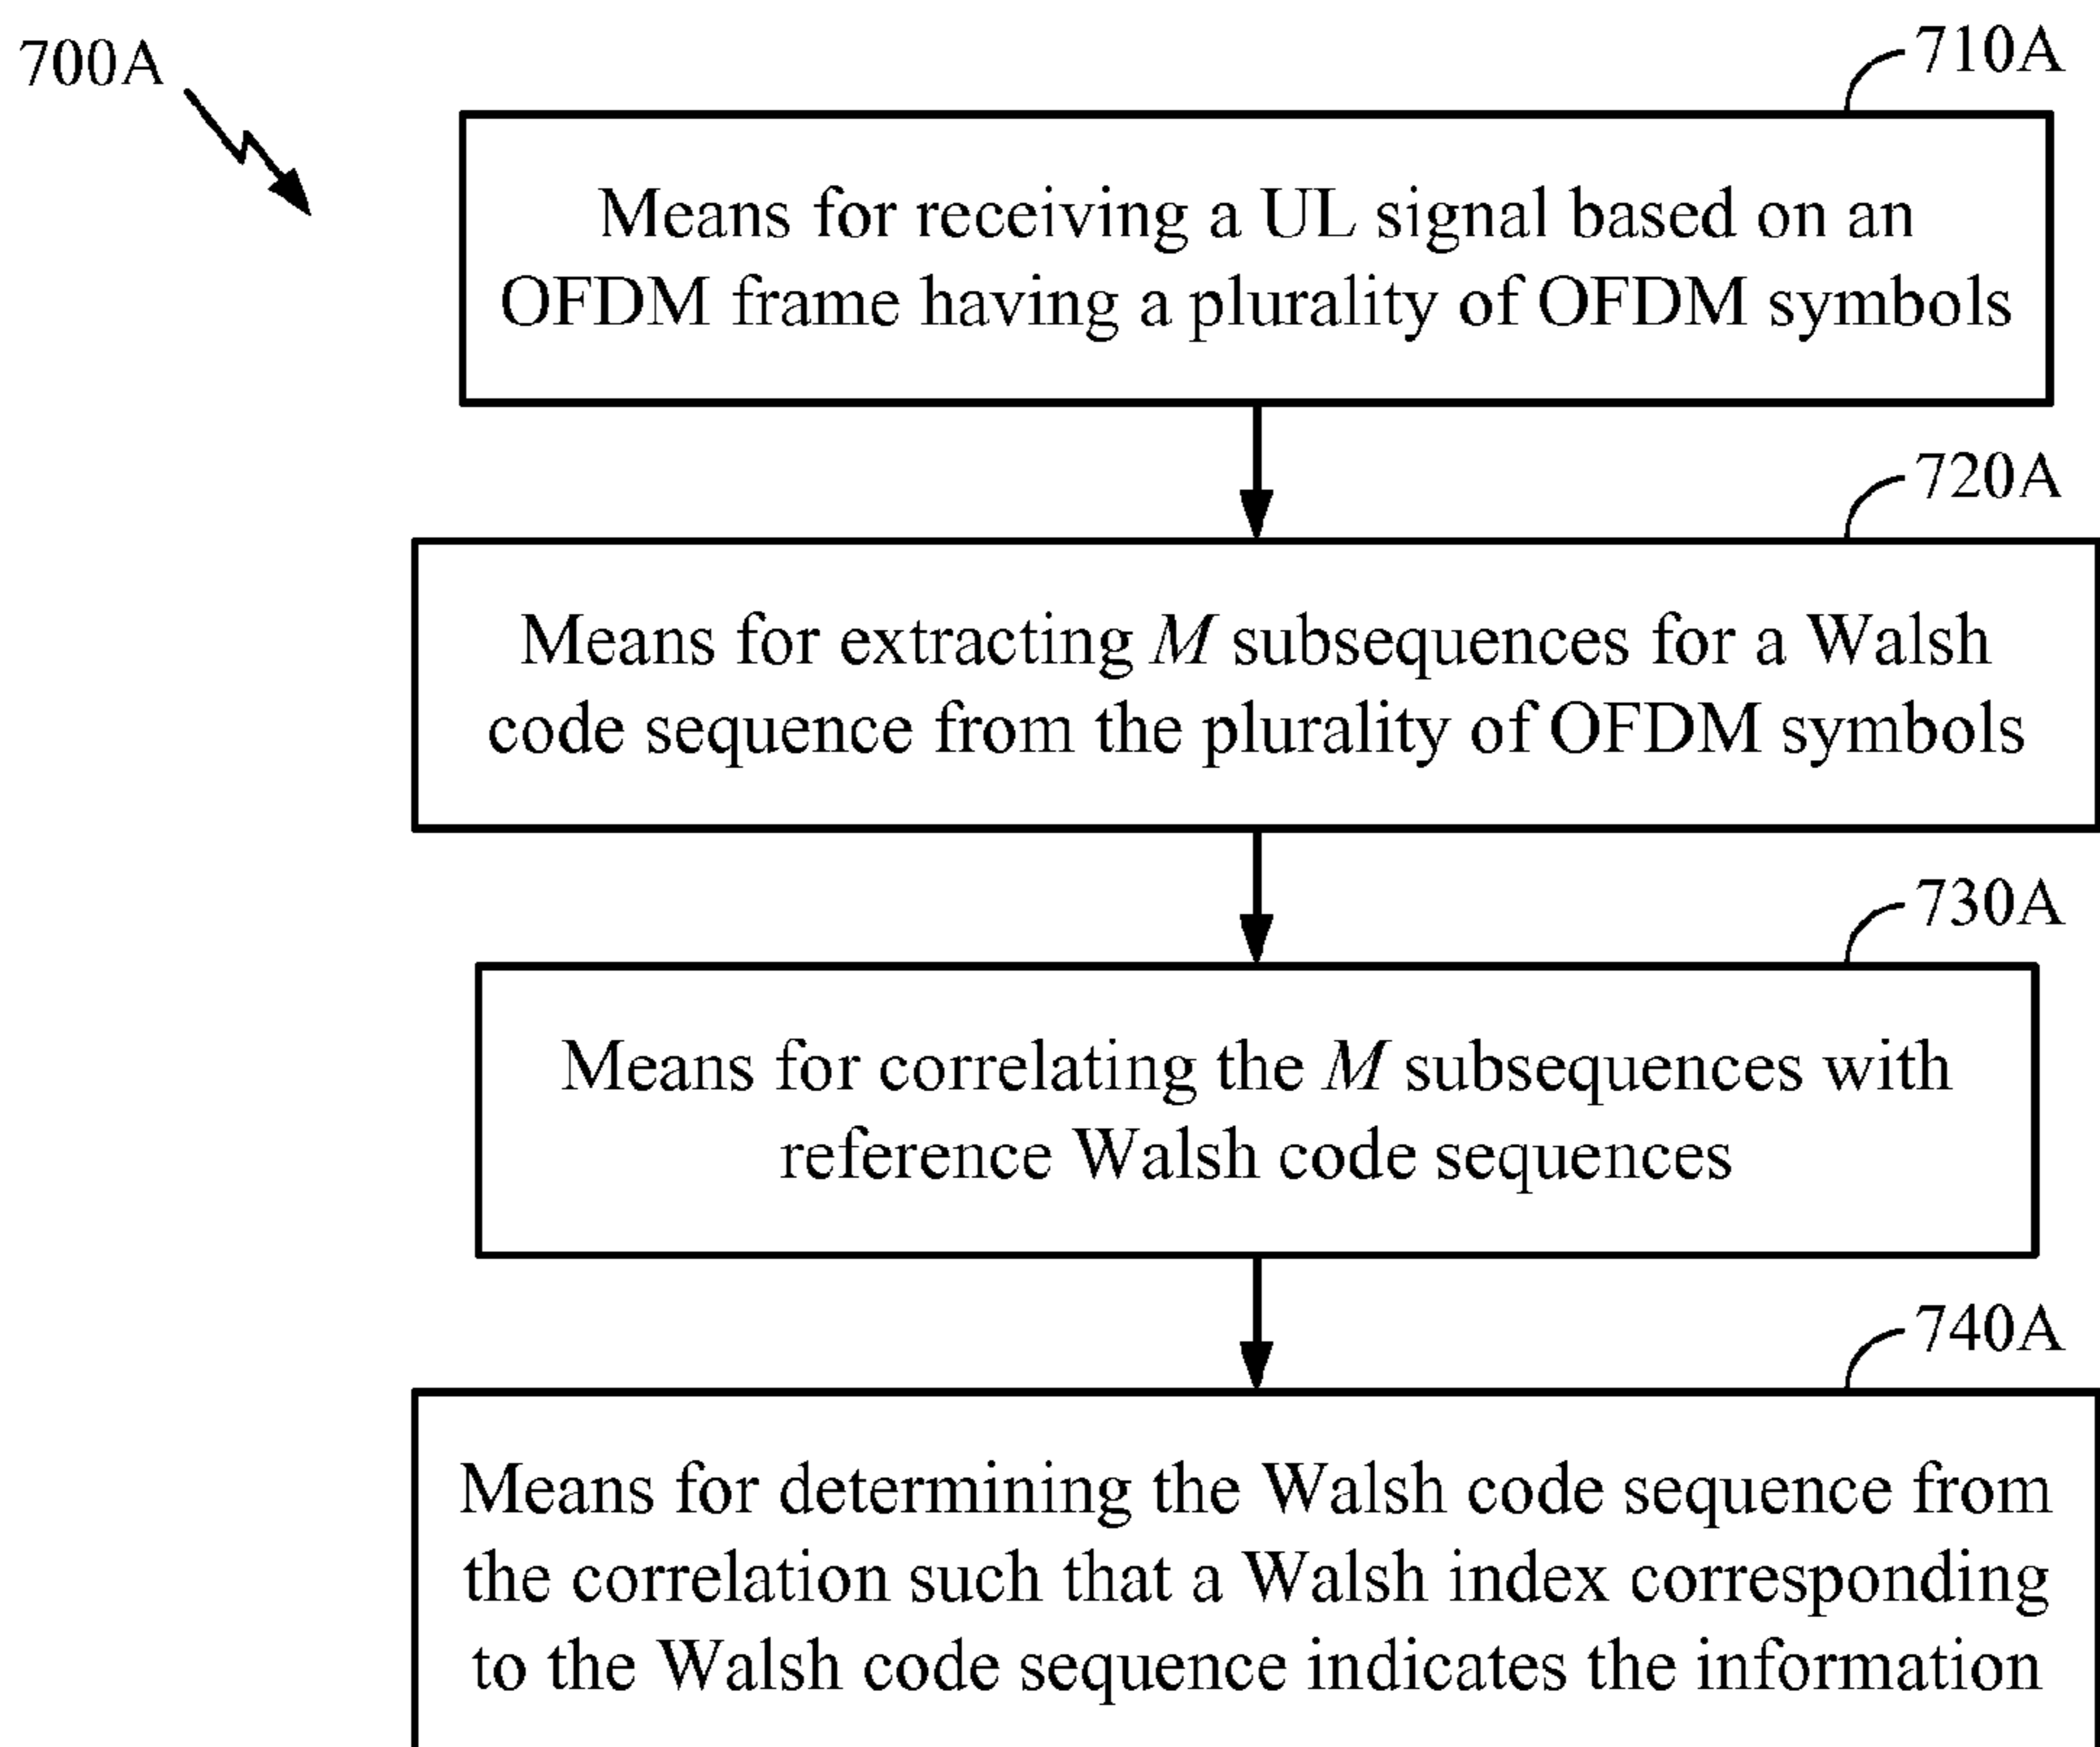 700A
710A
Means for receiving a UL signal based on an
OFDM frame having a plurality of OFDM symbols
720A
Means for extracting M subsequences for a Walsh
code sequence from the plurality of OFDM symbols
730A
Means for correlating the M subsequences with
reference Walsh code sequences
740A
Means for determining the Walsh code sequence from
the correlation such that a Walsh index corresponding
to the Walsh code sequence indicates the information